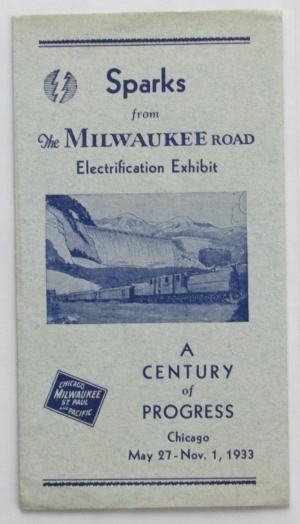 Sparks
from
The MILWAUKEE ROAD
Electrification Exhibit
A
CENTURY
of
PROGRESS
Chicago
May 27-Nov. 1, 1933
CHICAGO
MILWAUKEE
ST. PAUL
AND PACIFIC